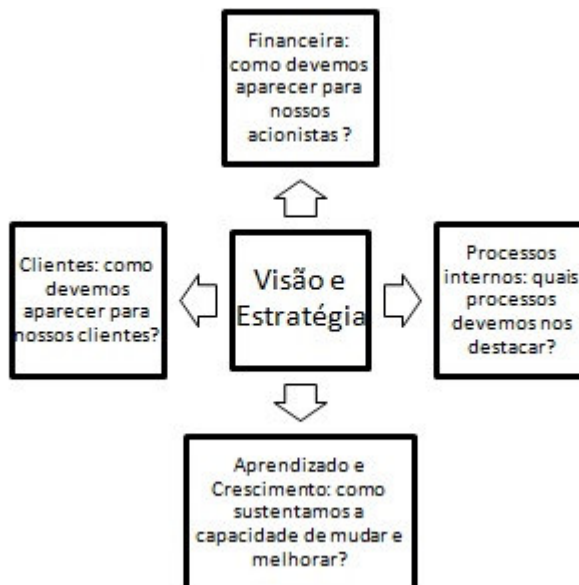 Financeira:
como devemos
aparecer para
nossos
acionistas ?
Clientes: como
devemos
aparecer para
nossos clientes?
Visão e
Estratégia
Processos
internos: quais
processos
devemos nos
destacar?
Aprendizado e
Crescimento: como
sustentamos a
capacidade de mudar e
melhorar?